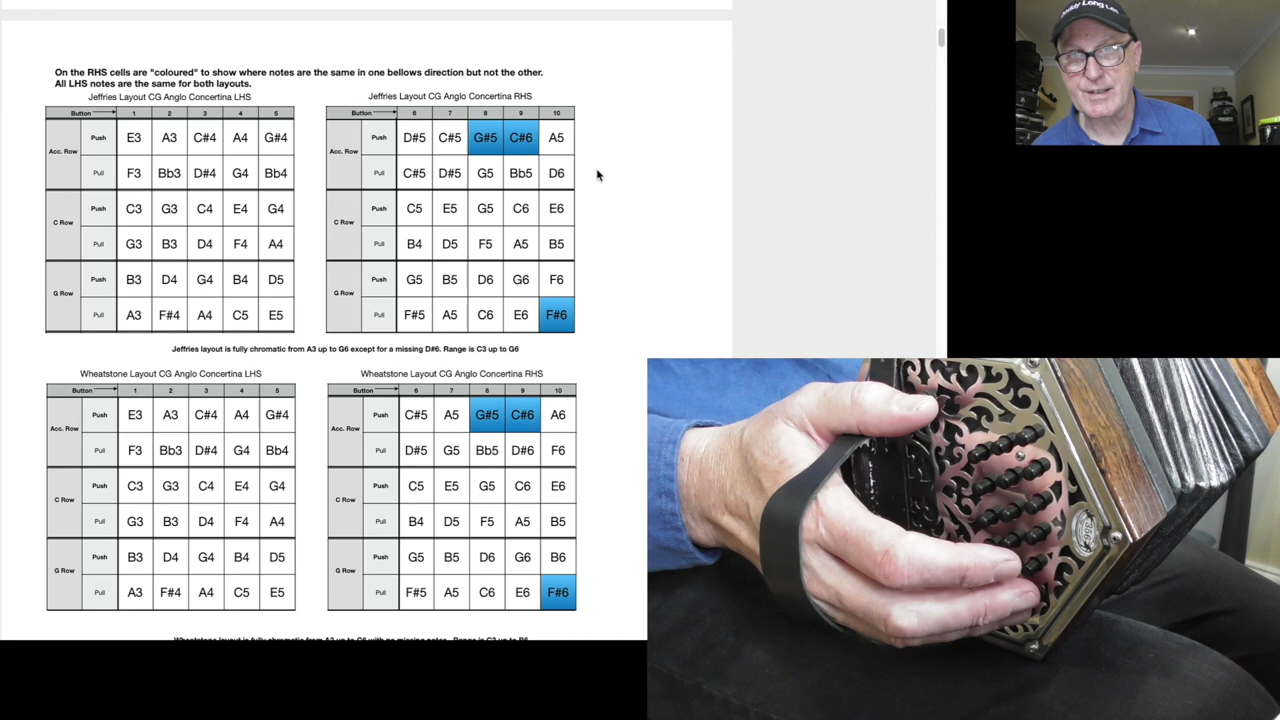 On the RHS cells are "coloured" to show where notes are the same in one bellows direction but not the other.
All LHS notes are the same for both layouts.
Jeffries Layout CG Anglo Concertina LHS
Button 1 2 3 4 5
Acc. Row
Push E3 A3 C#4 A4 G#4
Pull F3 Bb3 D#4 G4 Bb4
C Row
Push C3 G3 C4 E4 G4
Pull G3 B3 D4 F4 A4
G Row
Push B3 D4 G4 B4 D5
Pull A3 F#4 A4 C5 E5
Jeffries Layout CG Anglo Concertina RHS
Button 6 7 8 9 10
Acc. Row
Push D#5 C#5 G#5 C#6 A5
Pull C#5 D#5 G5 Bb5 D6
C Row
Push C5 E5 G5 C6 E6
Pull B4 D5 F5 A5 B5
G Row
Push G5 B5 D6 G6 F6
Pull F#5 A5 C6 E6 F#6
Jeffries layout is fully chromatic from A3 up to G6 except for a missing D#6. Range is C3 up to G6
Wheatstone Layout CG Anglo Concertina LHS
Button 1 2 3 4 5
Acc. Row
Push E3 A3 C#4 A4 G#4
Pull F3 Bb3 D#4 G4 Bb4
C Row
Push C3 G3 C4 E4 G4
Pull G3 B3 D4 F4 A4
G Row
Push B3 D4 G4 B4 D5
Pull A3 F#4 A4 C5 E5
Wheatstone Layout CG Anglo Concertina RHS
Button 6 7 8 9 10
Acc. Row
Push C#5 A5 G#5 C#6 A6
Pull D#5 G5 Bb5 D#6 F6
C Row
Push C5 E5 G5 C6 E6
Pull B4 D5 F5 A5 B5
G Row
Push G5 B5 D6 G6 B6
Pull F#5 A5 C6 E6 F#6
Long
356